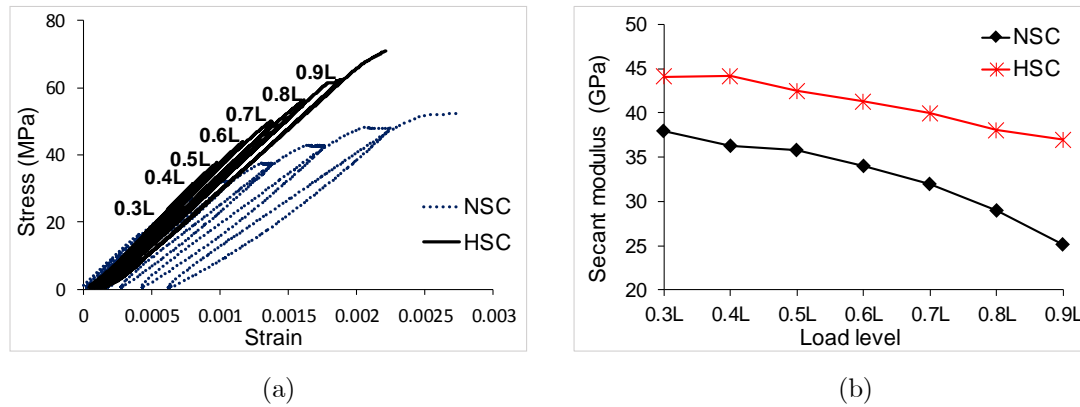 80
60
40
20
0
Stress (MPa)
0.9L
0.8L
0.7L
0.6L
0.5L
0.4L
0.3L
NSC
HSC
0 0.0005 0.001 0.0015 0.002 0.0025 0.003
Strain
(a)
50
45
40
35
30
25
20
Secant modulus (GPa)
NSC
HSC
0.3L 0.4L 0.5L 0.6L 0.7L 0.8L 0.9L
Load level
(b)